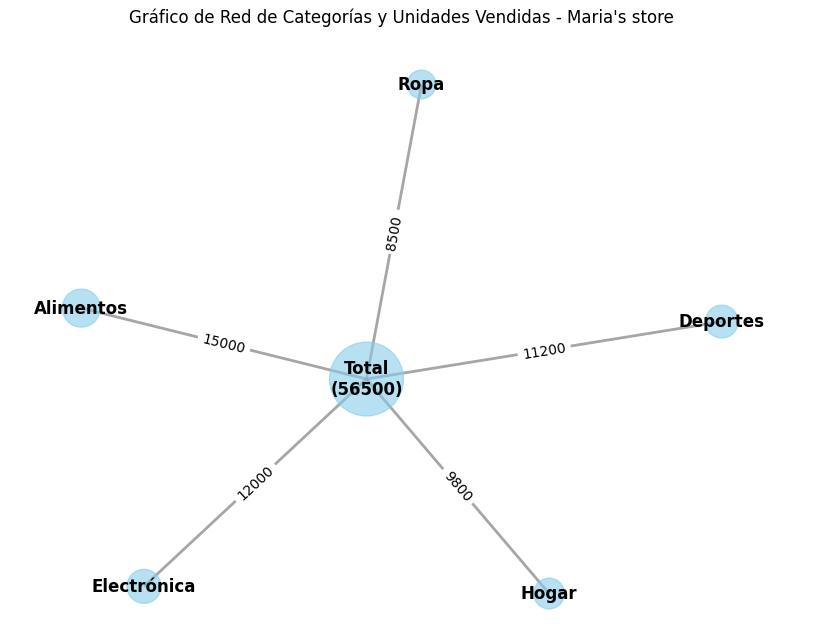 Gráfico de Red de Categorías y Unidades Vendidas - Maria's store
Ropa
8500
Alimentos
15000
Deportes
11200
Total
(56500)
12000
9800
Electrónica
Hogar